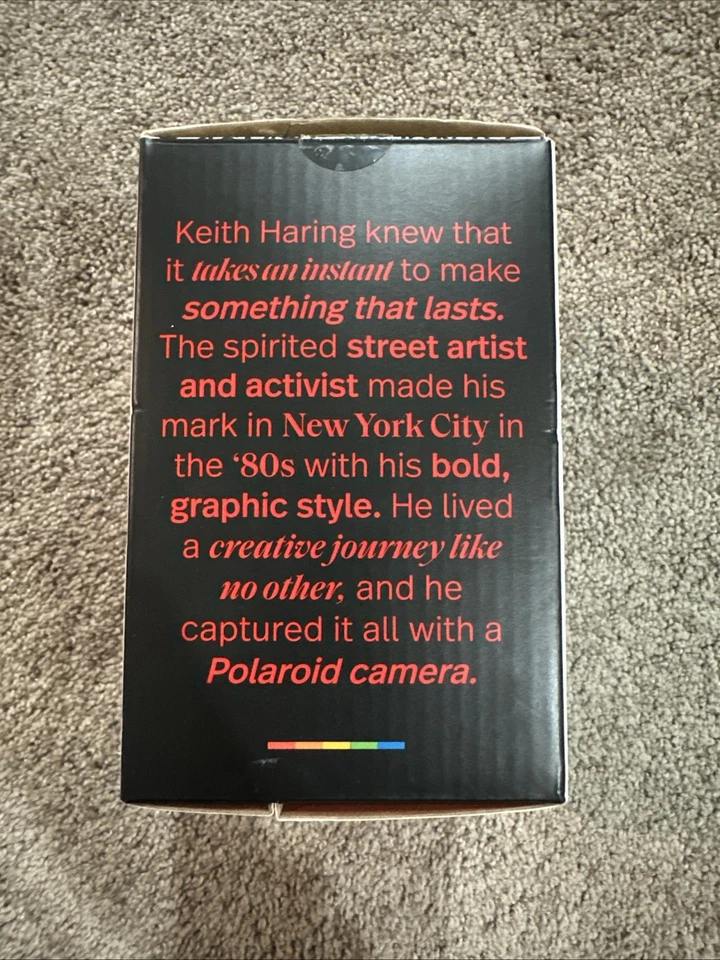 Keith Haring knew that
it takes an instant to make
something that lasts.
The spirited street artist
and activist made his
mark in New York City in
the ‘80s with his bold,
graphic style. He lived
a creative journey like
no other, and he
captured it all with a
Polaroid camera.